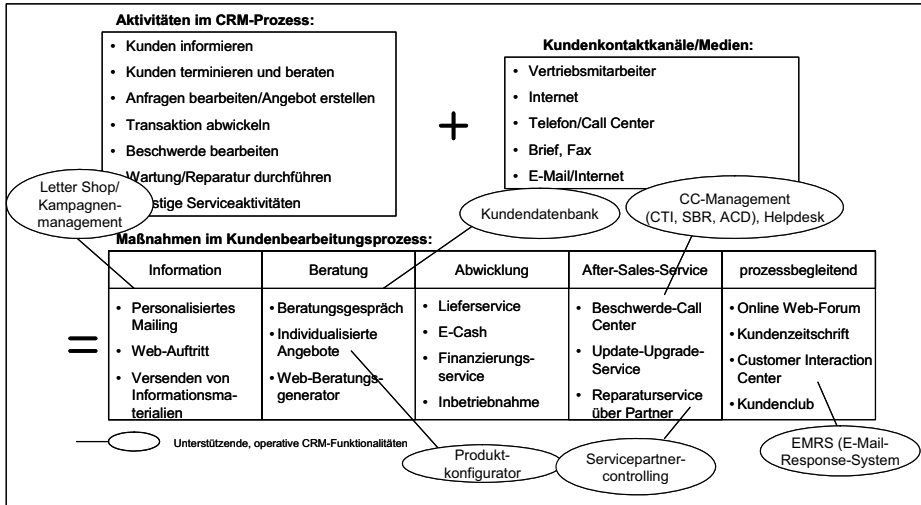 Aktivitäten im CRM-Prozess:
• Kunden informieren
• Kunden terminieren und beraten
• Anfragen bearbeiten/Angebot erstellen
• Transaktion abwickeln
• Beschwerde bearbeiten
Wartung/Reparatur durchführen
stige Serviceaktivitäten
+
Kundenkontaktkanäle/Medien:
• Vertriebsmitarbeiter
• Internet
• Telefon/Call Center
• Brief, Fax
• E-Mail/Internet
Letter Shop/
Kampagnen-
management
Kundendatenbank
CC-Management
(CTI, SBR, ACD), Helpdesk
Maßnahmen im Kundenbearbeitungsprozess:
=
Information
• Personalisiertes
Mailing
• Web-Auftritt
• Versenden von
Informationsma-
terialien
Beratung
• Beratungsgespräch
• Individualisierte
Angebote
• Web-Beratungs-
generator
Abwicklung
• Lieferservice
• E-Cash
• Finanzierungs-
service
• Inbetriebnahme
After-Sales-Service
• Beschwerde-Call
Center
• Update-Upgrade-
Service
• Reparaturservice
über Partner
prozessbegleitend
• Online Web-Forum
• Kundenzeitschrift
• Customer Interaction
Center
• Kundenclub
Unterstützende, operative CRM-Funktionalitäten
Produkt-
konfigurator
Servicepartner-
controlling
EMRS (E-Mail-
Response-System